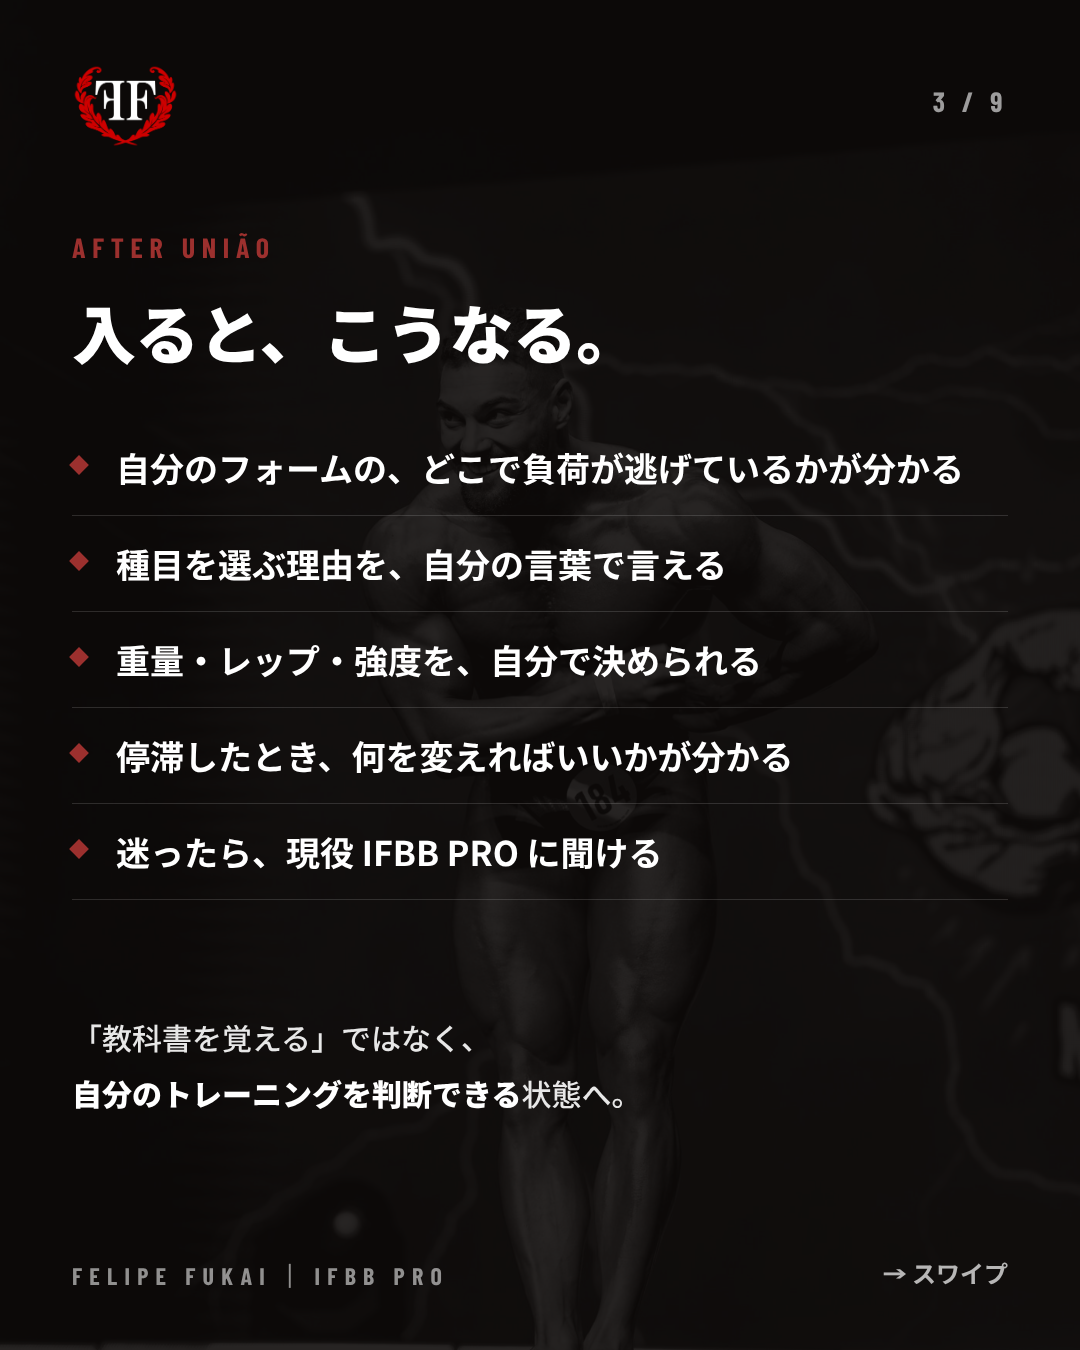 FF
3 / 9
AFTER UNIÃO
入ると、こうなる。
自分のフォームの、どこで負荷が逃げているかが分かる
種目を選ぶ理由を、自分の言葉で言える
重量・レップ・強度を、自分で決められる
停滞したとき、何を変えればいいかが分かる
184
迷ったら、現役 IFBB PRO に聞ける
「教科書を覚える」ではなく、
自分のトレーニングを判断できる状態へ。
FELIPE FUKAI | IFBB PRO
→ スワイプ